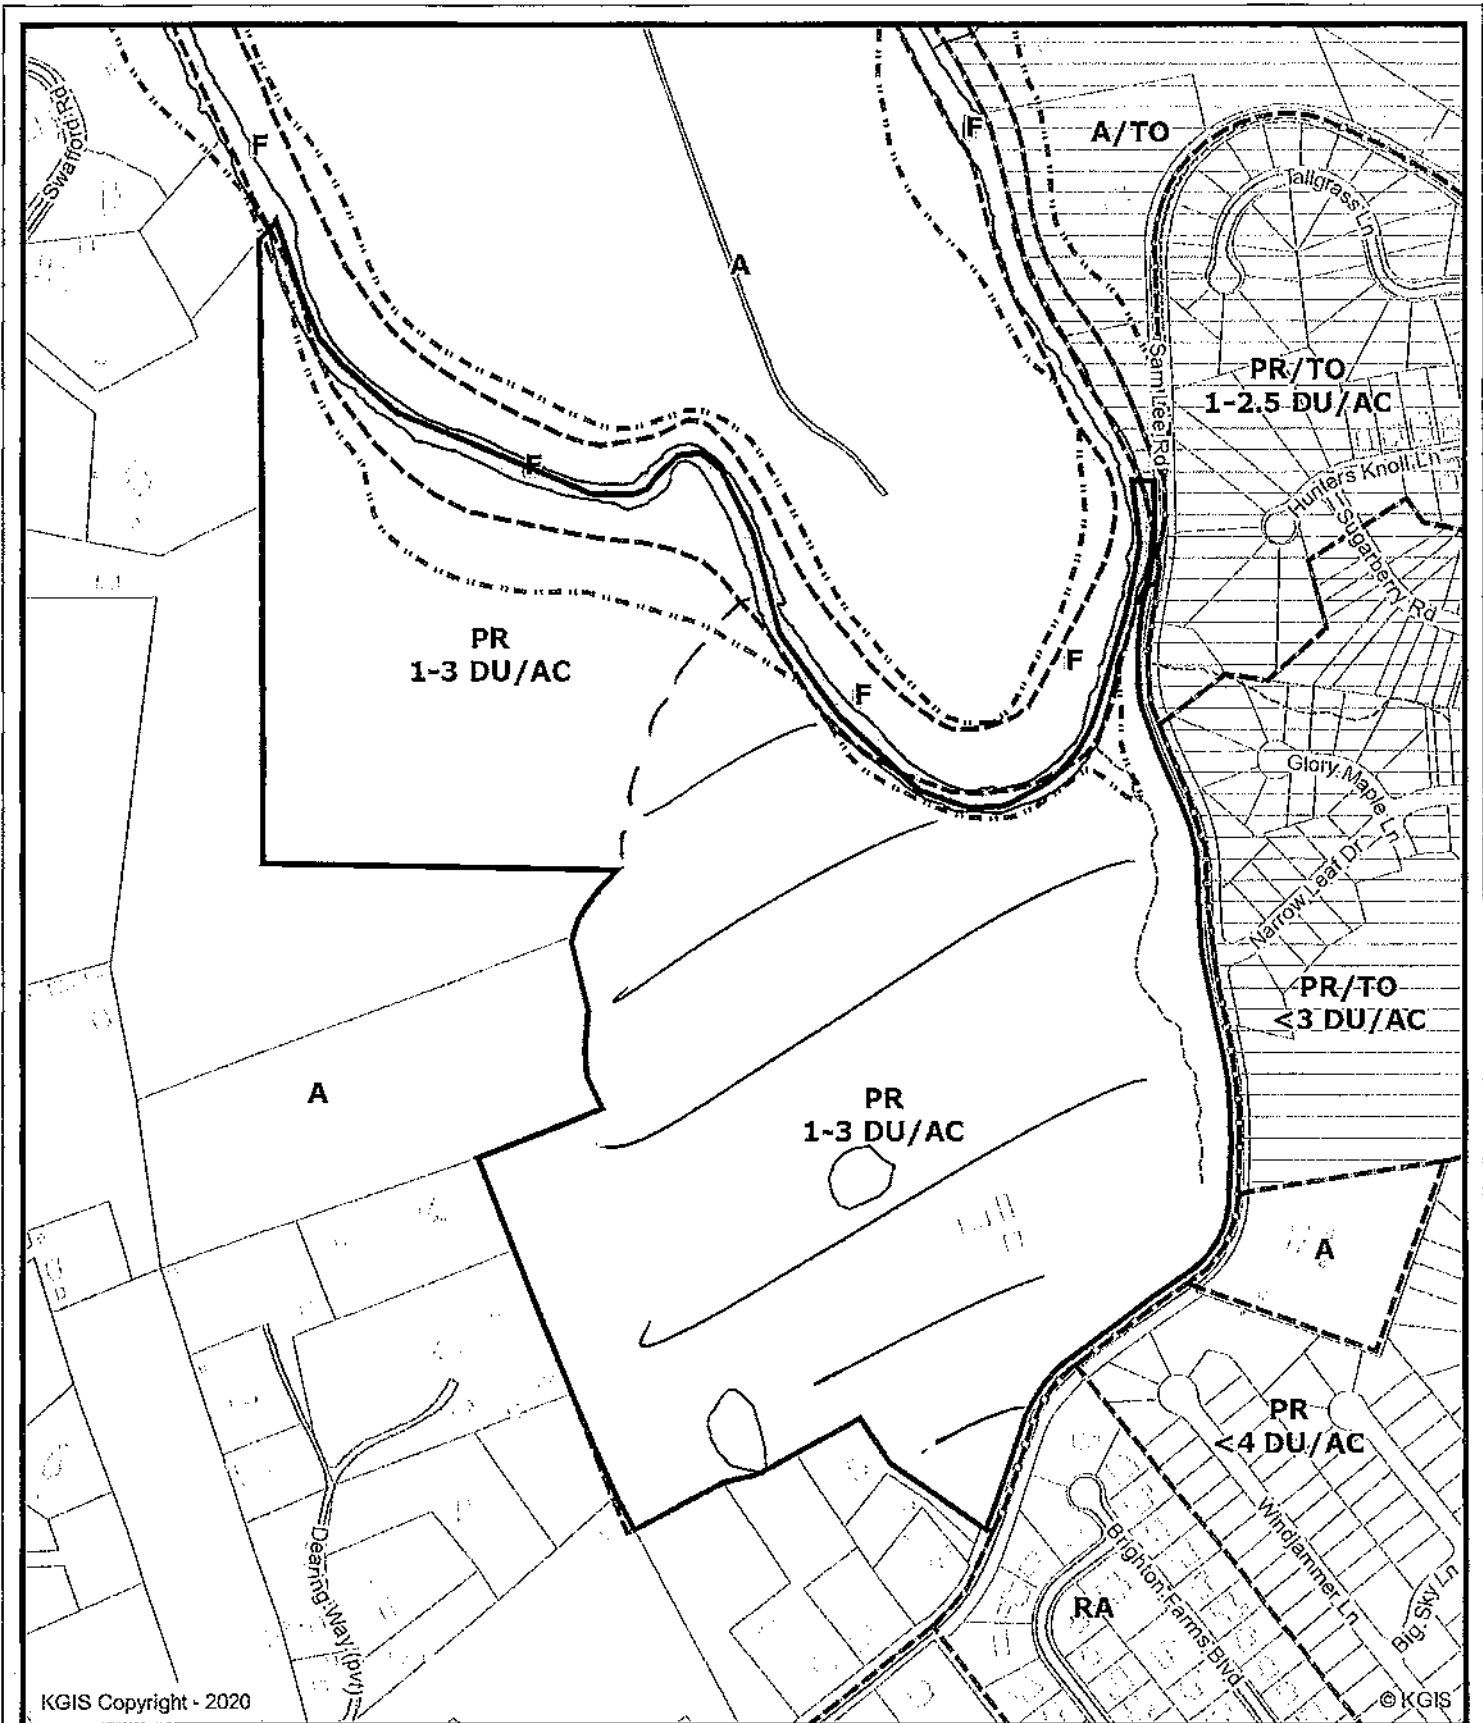 Swafford Rd
F
F
A/TO
Tallgrass Ln
A
Sam Lee Rd
PR/TO
1-2.5 DU/AC
F
Hunters Knoll Ln
Sugarberry Rd
PR
1-3 DU/AC
F
F
Glory Maple Ln
Narrow Leaf Dr
PR/TO
<3 DU/AC
A
PR
1-3 DU/AC
A
PR
<4 DU/AC
Windjammer Ln
Dearing Way (pvt)
Brighton Farms Blvd
RA
Big Sky Ln
KGIS Copyright - 2020
© KGIS